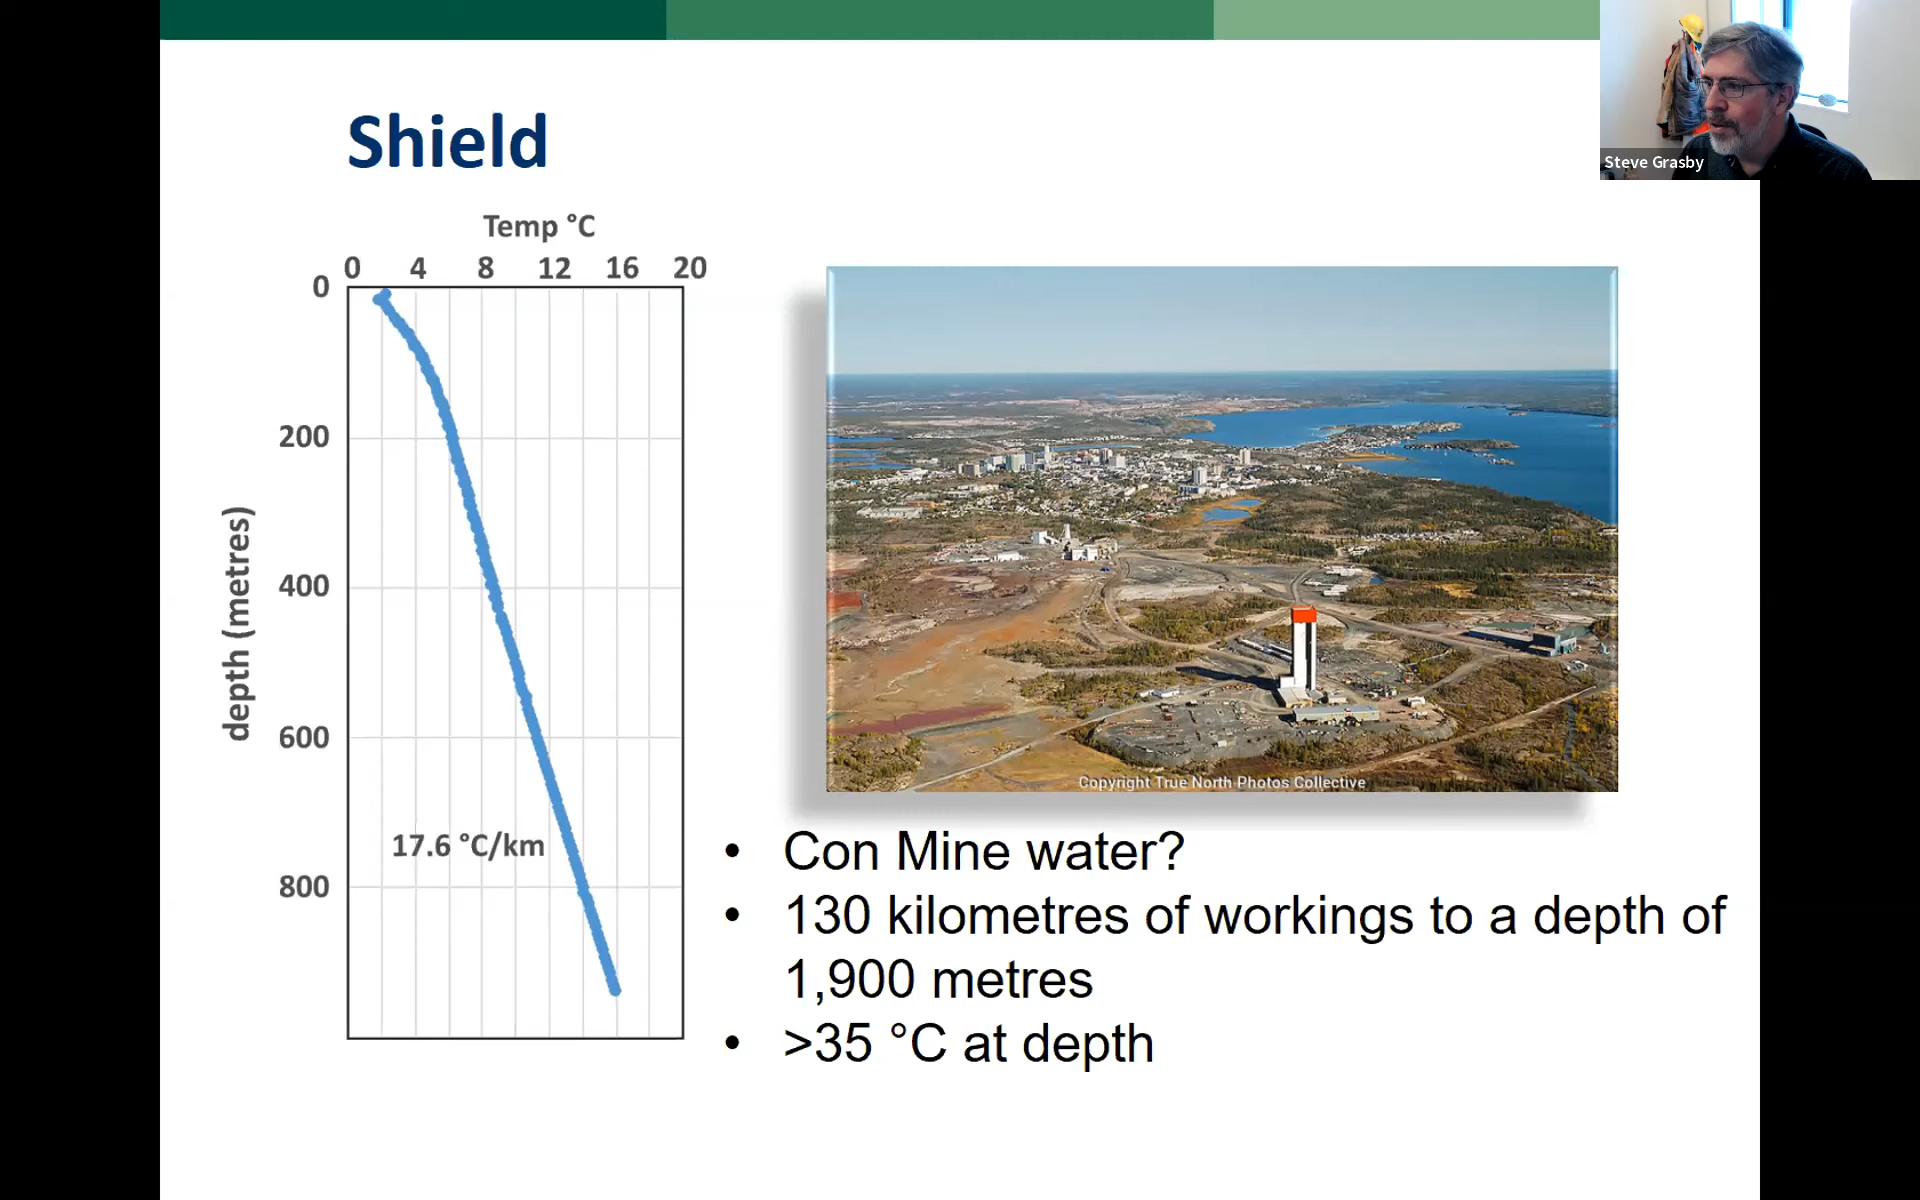 Steve Grasby
Shield
Temp °C
0 4 8 12 16 20
0
200
400
600
800
depth (metres)
17.6 °C/km
Copyright True North Photos Collective
• Con Mine water?
• 130 kilometres of workings to a depth of
1,900 metres
• >35 °C at depth